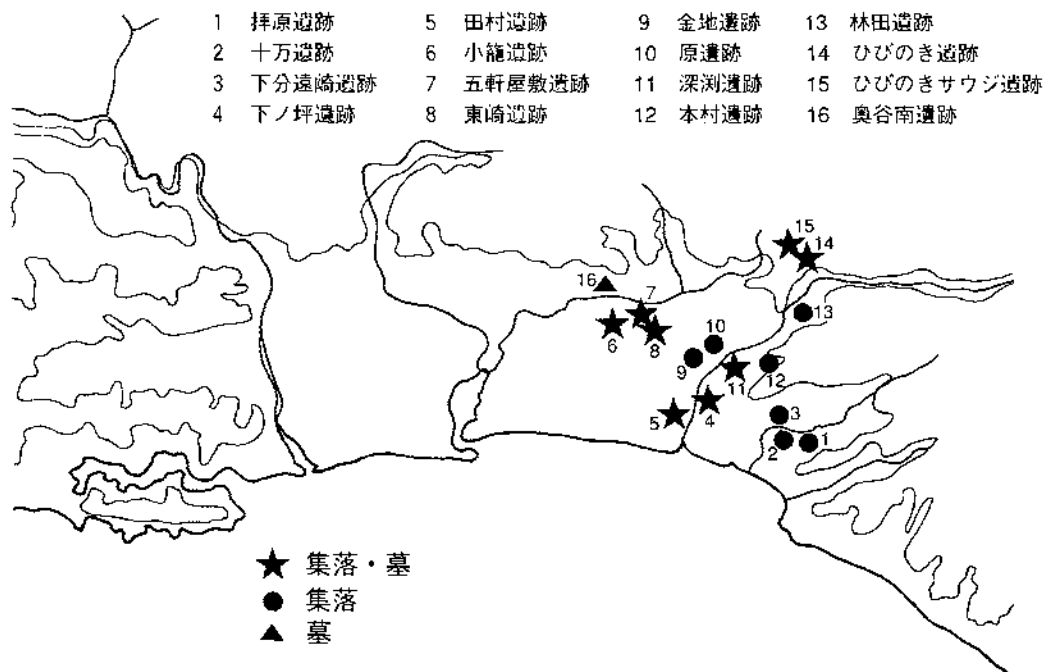 1 拝原遺跡 5 田村遺跡 9 金地遺跡 13 林田遺跡
2 十万遺跡 6 小籠遺跡 10 原遺跡 14 ひびのき遺跡
3 下分遠崎遺跡 7 五軒屋敷遺跡 11 深渕遺跡 15 ひびのきサウジ遺跡
4 下ノ坪遺跡 8 東崎遺跡 12 本村遺跡 16 奥谷南遺跡
15
14
16
7
13
6
8
10
9
11
12
5
4
3
2
1
集落・墓
集落
墓